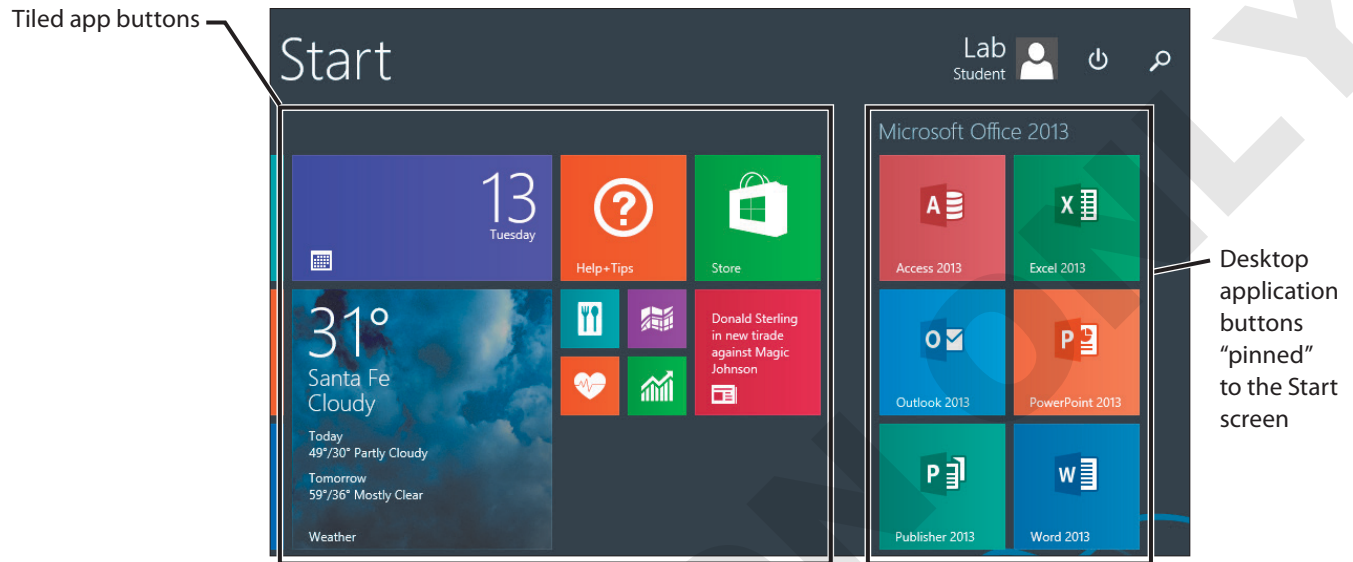 Tiled app buttons
Start
Lab
Student
Microsoft Office 2013
13
Tuesday
Help+Tips
Store
Access 2013
Excel 2013
31°
Santa Fe
Cloudy
Today
49°/30° Partly Cloudy
Tomorrow
59°/36° Mostly Clear
Weather
Donald Sterling
in new tirade
against Magic
Johnson
Outlook 2013
PowerPoint 2013
Publisher 2013
Word 2013
Desktop
application
buttons
“pinned”
to the Start
screen
ON ONLY